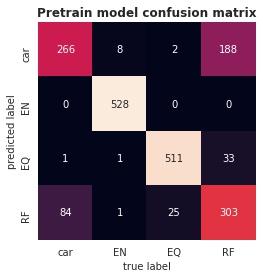 Pretrain model confusion matrix
predicted label
car 266 8 2 188
EN 0 528 0 0
EQ 1 1 511 33
RF 84 1 25 303
car EN EQ RF
true label